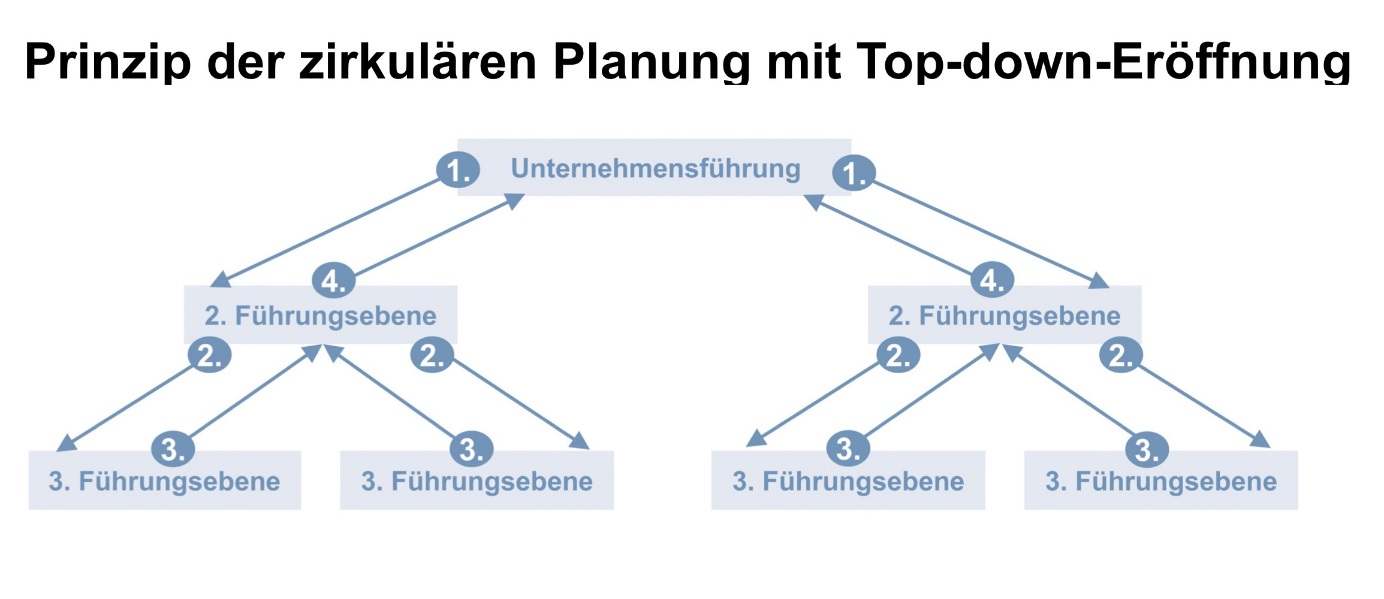 Prinzip der zirkulären Planung mit Top-down-Eröffnung
1. Unternehmensführung 1.
4. 4.
2. Führungsebene 2. Führungsebene
2. 2. 2. 2.
3. 3. 3. 3.
3. Führungsebene 3. Führungsebene 3. Führungsebene 3. Führungsebene